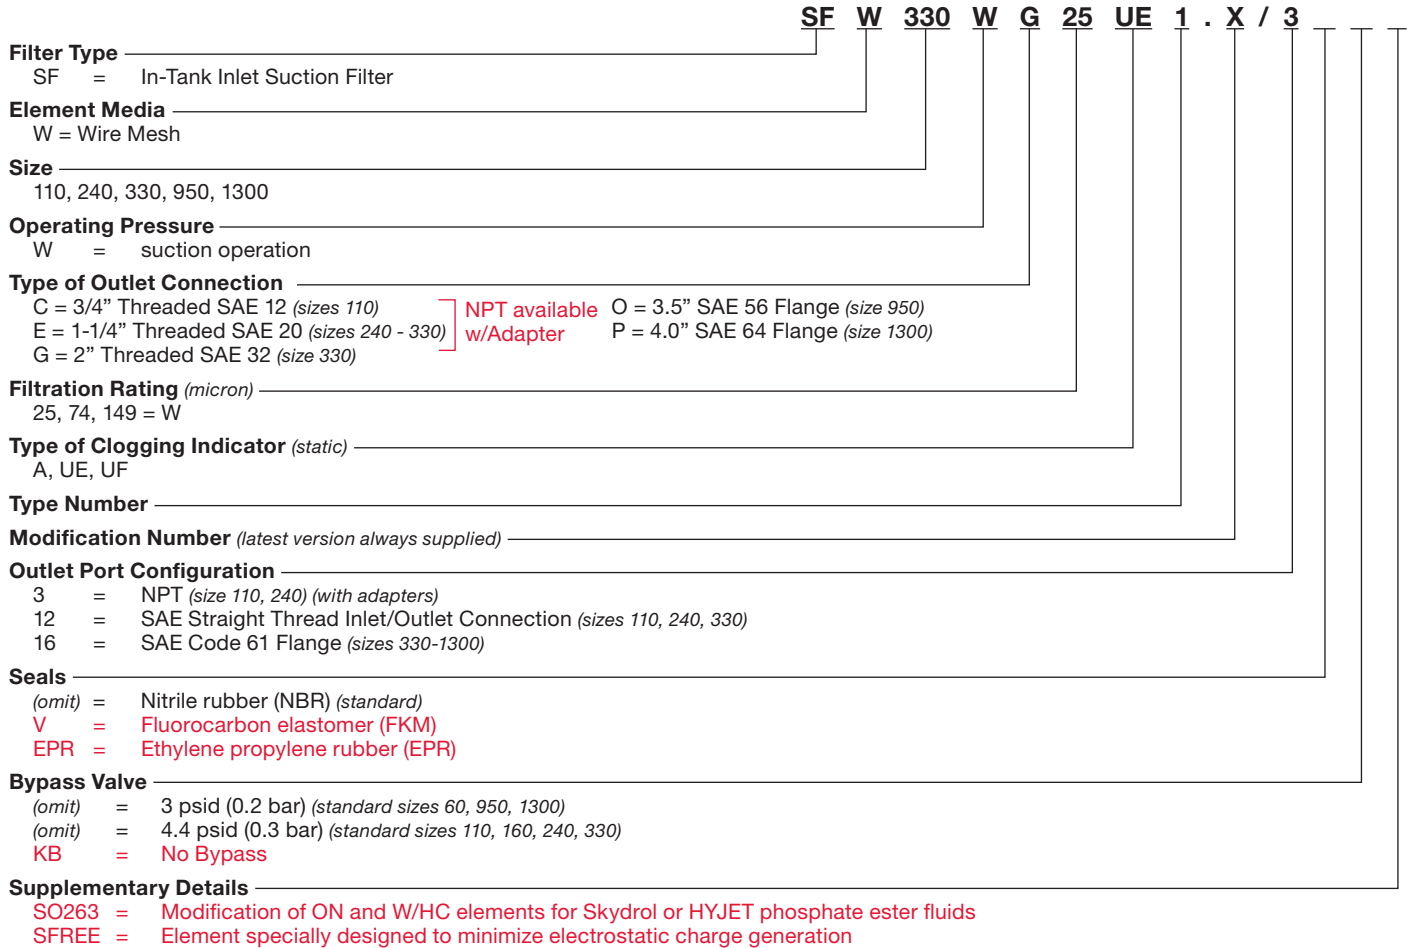 SF W 330 W G 25 UE 1 . X / 3
Filter Type
SF = In-Tank Inlet Suction Filter
Element Media
W = Wire Mesh
Size
110, 240, 330, 950, 1300
Operating Pressure
W = suction operation
Type of Outlet Connection
C = 3/4” Threaded SAE 12 (sizes 110)
E = 1-1/4” Threaded SAE 20 (sizes 240 - 330)
G = 2” Threaded SAE 32 (size 330)
NPT available
w/Adapter
O = 3.5” SAE 56 Flange (size 950)
P = 4.0” SAE 64 Flange (size 1300)
Filtration Rating (micron)
25, 74, 149 = W
Type of Clogging Indicator (static)
A, UE, UF
Type Number
Modification Number (latest version always supplied)
Outlet Port Configuration
3 = NPT (size 110, 240) (with adapters)
12 = SAE Straight Thread Inlet/Outlet Connection (sizes 110, 240, 330)
16 = SAE Code 61 Flange (sizes 330-1300)
Seals
(omit) = Nitrile rubber (NBR) (standard)
V = Fluorocarbon elastomer (FKM)
EPR = Ethylene propylene rubber (EPR)
Bypass Valve
(omit) = 3 psid (0.2 bar) (standard sizes 60, 950, 1300)
(omit) = 4.4 psid (0.3 bar) (standard sizes 110, 160, 240, 330)
KB = No Bypass
Supplementary Details
SO263 = Modification of ON and W/HC elements for Skydrol or HYJET phosphate ester fluids
SFREE = Element specially designed to minimize electrostatic charge generation